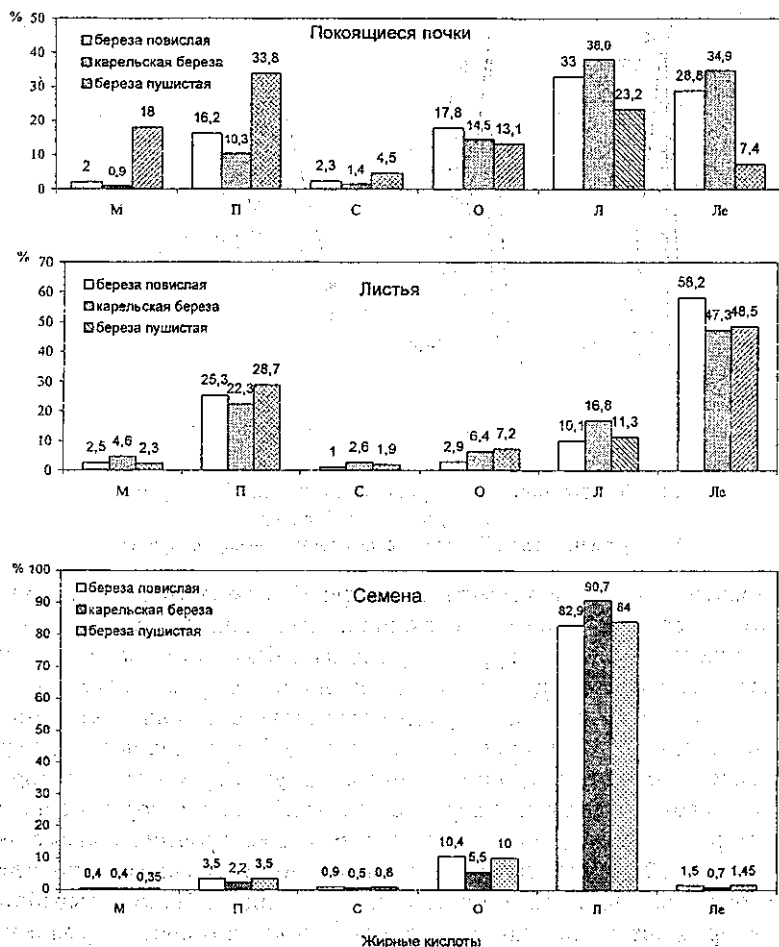 %
Покоящиеся почки
береза повислая
карельская береза
береза пушистая
50
40
30
20
10
0
2 0,9 18
16,2 10,3 33,8
2,3 1,4 4,5
17,8 14,5 13,1
33 38,0 23,2
28,8 34,9 7,4
М П С О Л Ле
%
Листья
береза повислая
карельская береза
береза пушистая
70
60
50
40
30
20
10
0
2,5 4,6 2,3
25,3 22,3 28,7
1 2,6 1,9
2,9 6,4 7,2
10,1 16,8 11,3
58,2 47,3 48,5
М П С О Л Ле
%
Семена
береза повислая
карельская береза
береза пушистая
100
90
80
70
60
50
40
30
20
10
0
0,4 0,4 0,35
3,5 2,2 3,5
0,9 0,5 0,8
10,4 5,5 10
82,9 90,7 84
1,5 0,7 1,45
М П С О Л Ле
Жирные кислоты